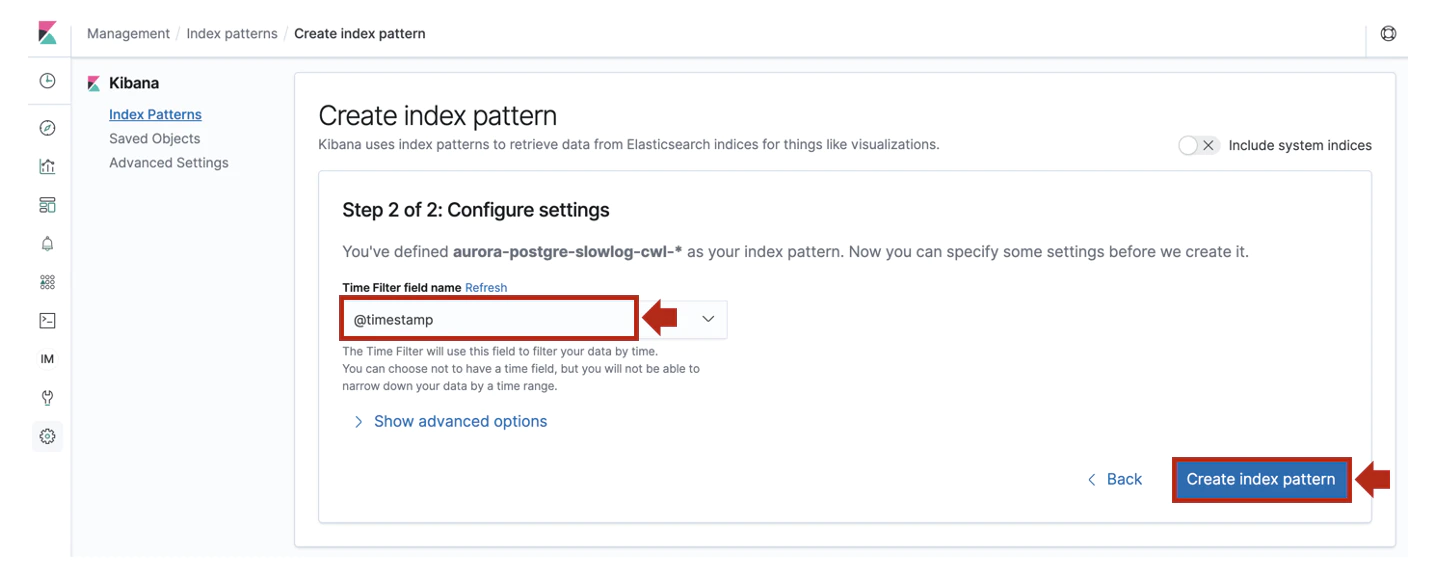 Management / Index patterns / Create index pattern
Kibana
Index Patterns
Saved Objects
Advanced Settings
IM
Create index pattern
Kibana uses index patterns to retrieve data from Elasticsearch indices for things like visualizations.
Include system indices
Step 2 of 2: Configure settings
You've defined aurora-postgre-slowlog-cwl-* as your index pattern. Now you can specify some settings before we create it.
Time Filter field name Refresh
@timestamp
The Time Filter will use this field to filter your data by time.
You can choose not to have a time field, but you will not be able to
narrow down your data by a time range.
Show advanced options
Back
Create index pattern